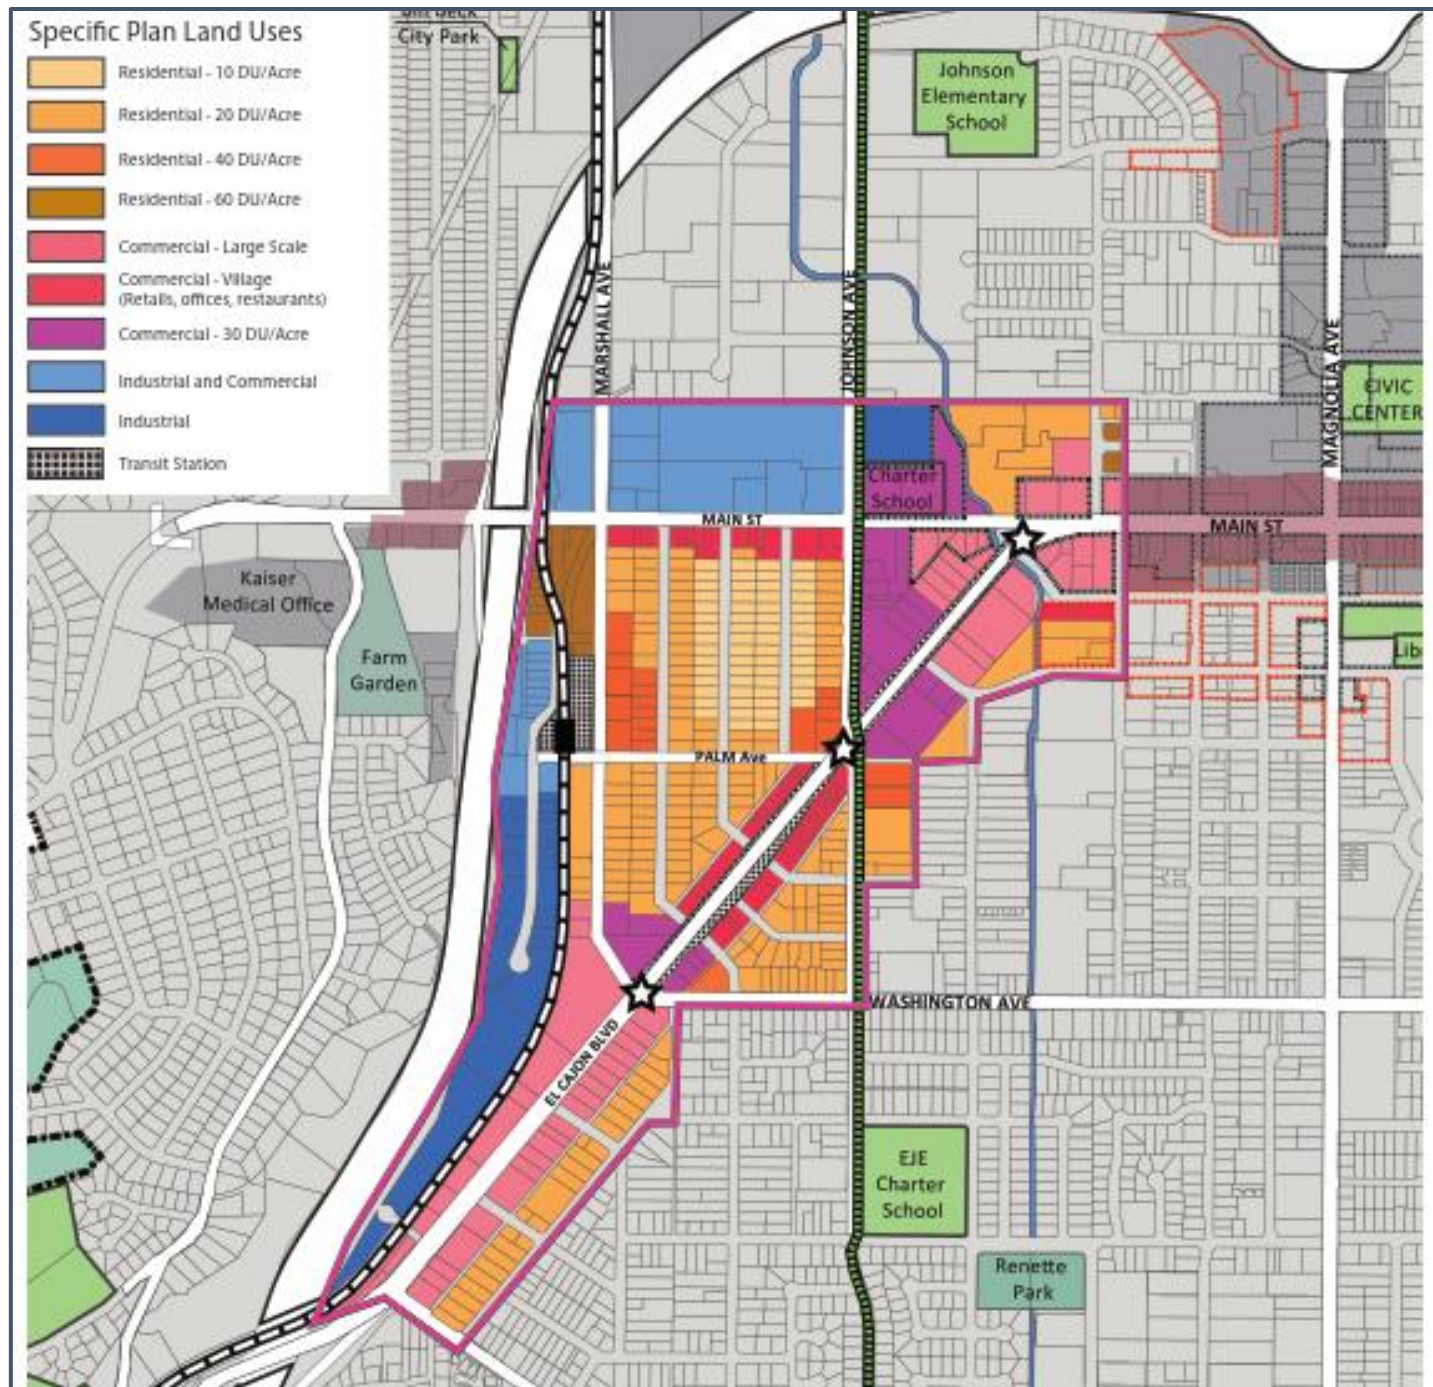 Specific Plan Land Uses
Residential - 10 DU/Acre
Residential - 20 DU/Acre
Residential - 40 DU/Acre
Residential - 60 DU/Acre
Commercial - Large Scale
Commercial - Village
(Retails, offices, restaurants)
Commercial - 30 DU/Acre
Industrial and Commercial
Industrial
Transit Station
City Park
Johnson
Elementary
School
MARSHALL AVE
JOHNSON AVE
MAGNOLIA AVE
CIVIC
CENTER
Charter
School
MAIN ST
MAIN ST
Kaiser
Medical Office
Farm
Garden
Lib
PALM Ave
WASHINGTON AVE
EL CAJON BLVD
EJE
Charter
School
Renette
Park